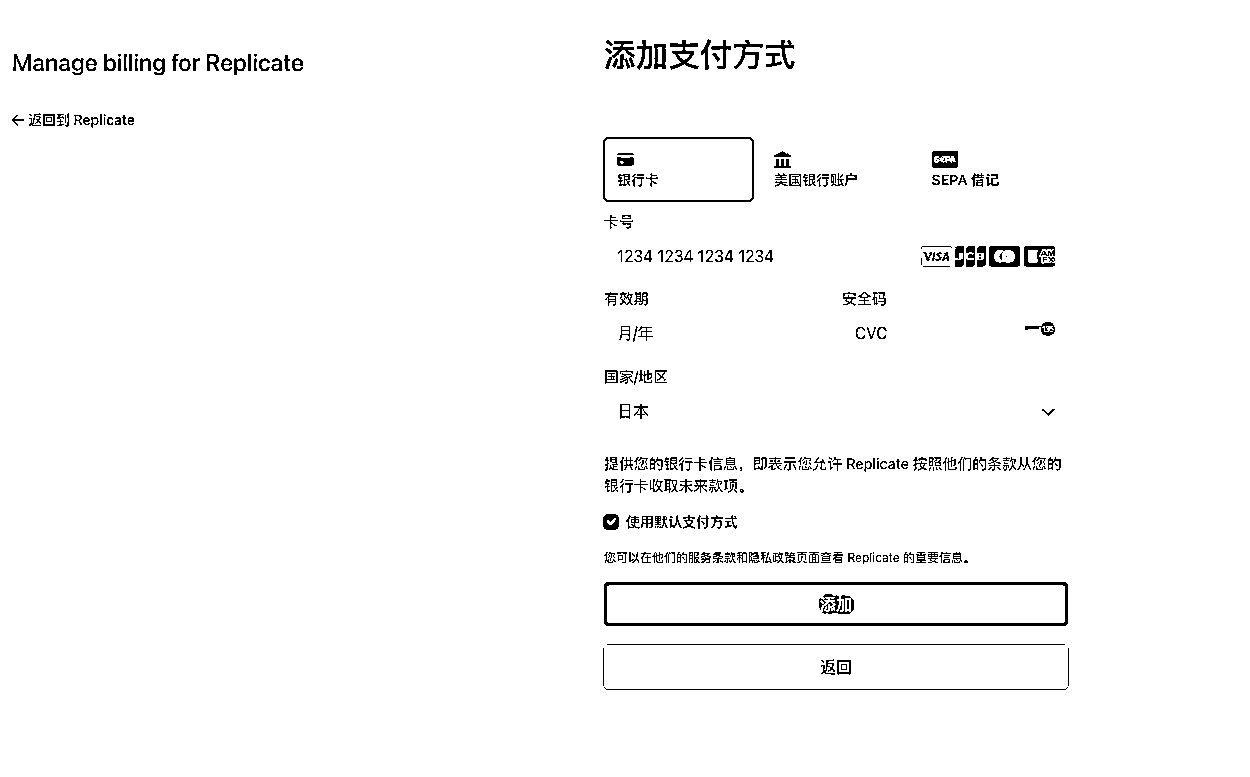 Manage billing for Replicate
← 返回到 Replicate
添加支付方式
银行卡
美国银行账户
SEPA
SEPA 借记
卡号
1234 1234 1234 1234
VISA JCB AM EX
有效期
安全码
月/年
CVC
国家/地区
日本
提供您的银行卡信息，即表示您允许 Replicate 按照他们的条款从您的
银行卡收取未来款项。
使用默认支付方式
您可以在他们的服务条款和隐私政策页面查看 Replicate 的重要信息。
添加
返回